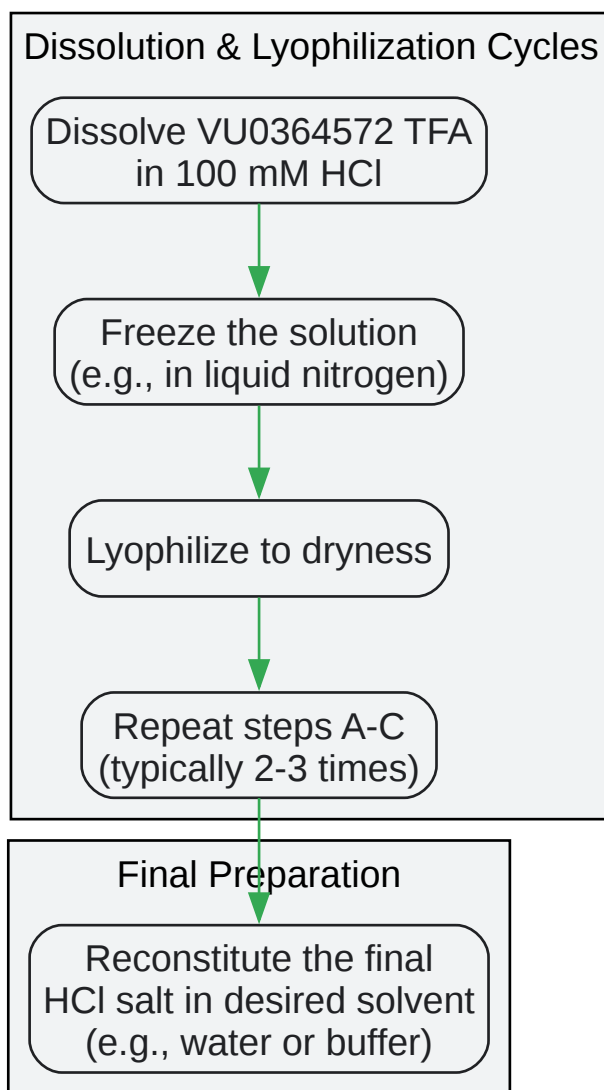 Dissolution & Lyophilization Cycles
Dissolve VU0364572 TFA
in 100 mM HCl
Freeze the solution
(e.g., in liquid nitrogen)
Lyophilize to dryness
Repeat steps A-C
(typically 2-3 times)
Final Preparation
Reconstitute the final
HCl salt in desired solvent
(e.g., water or buffer)